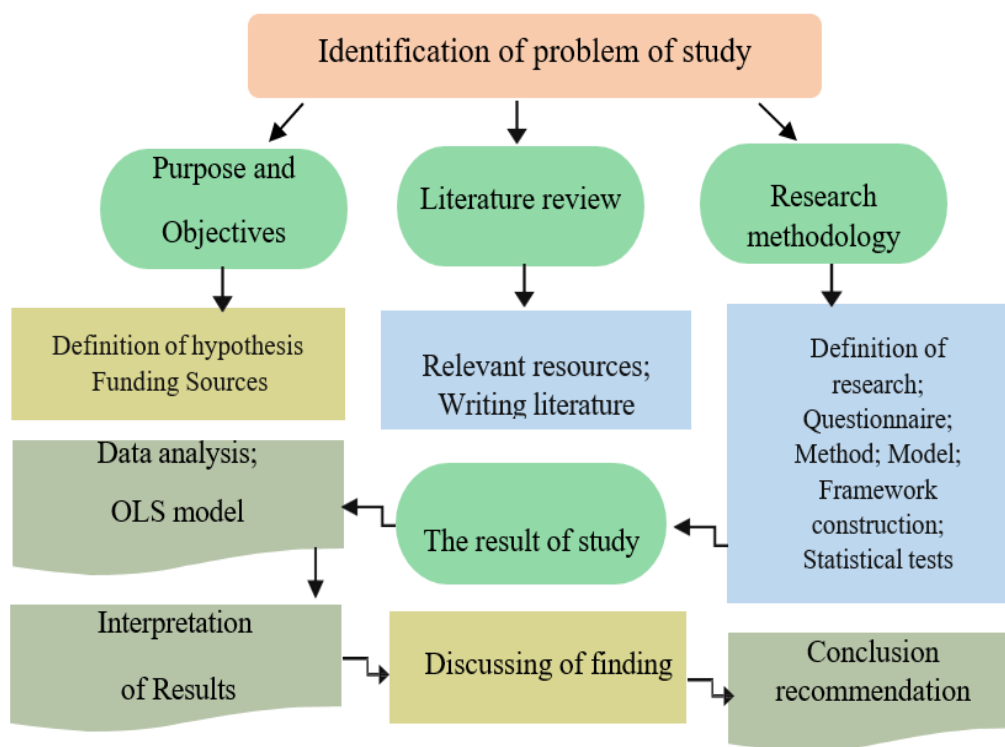 Identification of problem of study
Purpose and
Objectives
Literature review
Research
methodology
Definition of hypothesis
Funding Sources
Relevant resources;
Writing literature
Definition of
research;
Questionnaire;
Method; Model;
Framework
construction;
Statistical tests
Data analysis;
OLS model
The result of study
Interpretation
of Results
Discussing of finding
Conclusion
recommendation